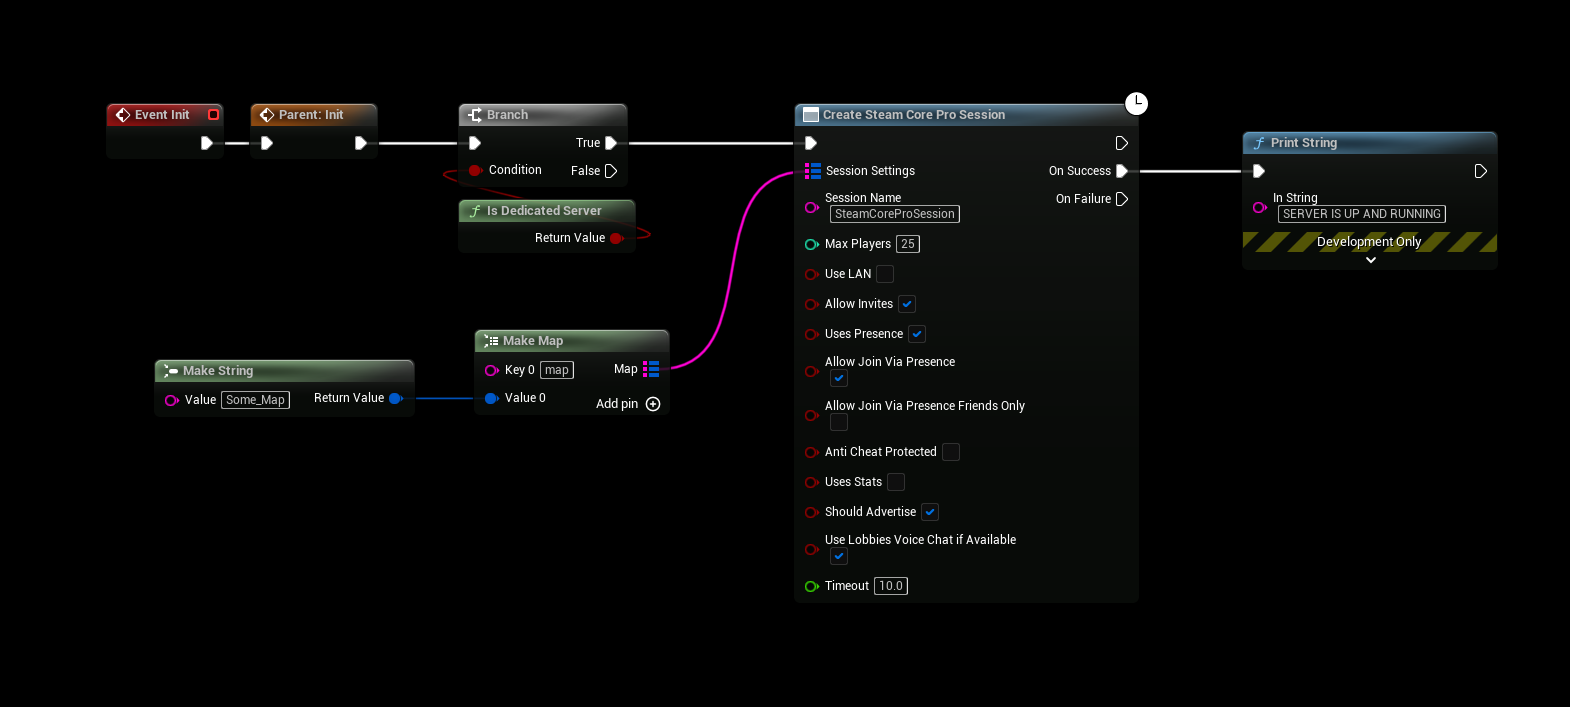 Event Init
Parent: Init
Branch
True
Condition
False
Is Dedicated Server
Return Value
Make String
Value Some_Map
Return Value
Make Map
Key 0 map
Map
Value 0
Add pin
Create Steam Core Pro Session
Session Settings
On Success
Session Name
On Failure
SteamCoreProSession
Max Players 25
Use LAN
Allow Invites
Uses Presence
Allow Join Via Presence
Allow Join Via Presence Friends Only
Anti Cheat Protected
Uses Stats
Should Advertise
Use Lobbies Voice Chat if Available
Timeout 10.0
Print String
In String
SERVER IS UP AND RUNNING
Development Only